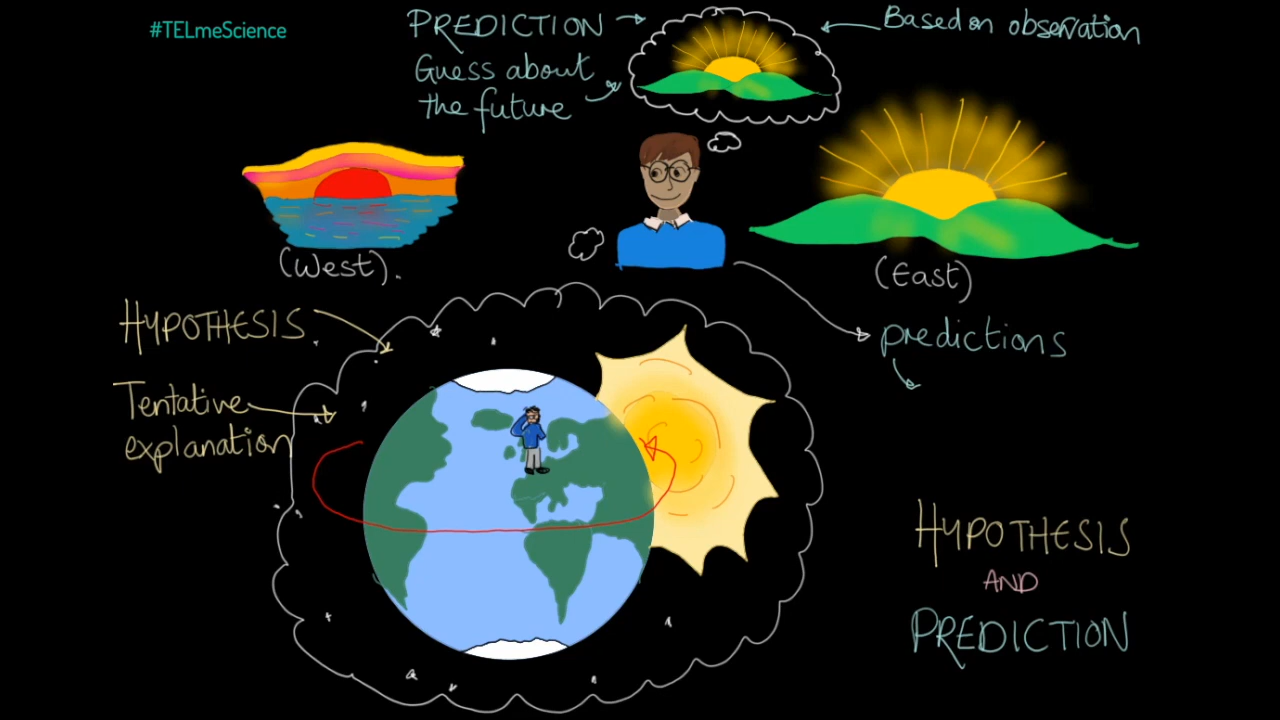 #TELmeScience
PREDICTION
Guess about
the future
Based on observation
(West).
(East)
HYPOTHESIS
predictions
Tentative
explanation
HYPOTHESIS
AND
PREDICTION